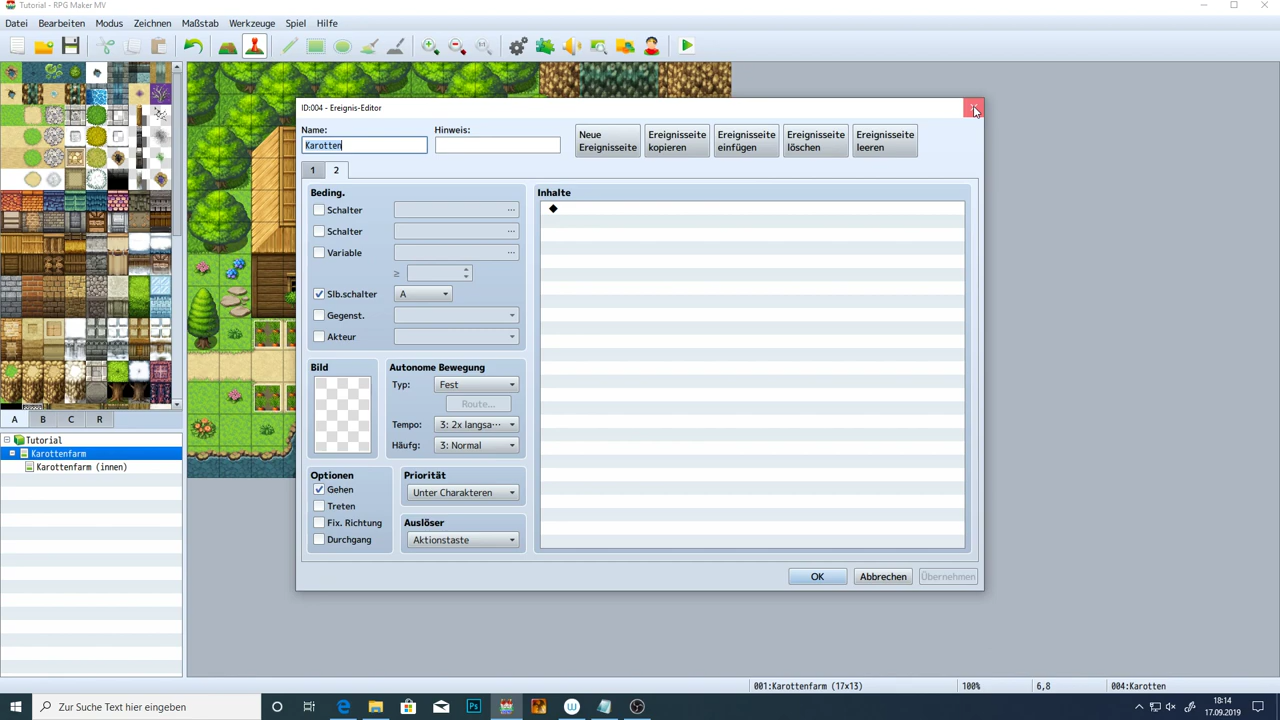 Tutorial - RPG Maker MV
Datei Bearbeiten Modus Zeichnen Maßstab Werkzeuge Spiel Hilfe
ID:004 - Ereignis-Editor
Name: Hinweis:
Karotten
Neue Ereignisseite
Ereignisseite kopieren
Ereignisseite einfügen
Ereignisseite löschen
Ereignisseite leeren
1 2
Beding.
Schalter ...
Schalter ...
Variable ...
≥
Slb.schalter A
Gegenst.
Akteur
Inhalte
Bild
Autonome Bewegung
Typ: Fest
Route...
Tempo: 3: 2x langsa...
Häufg: 3: Normal
Optionen
Gehen
Treten
Fix. Richtung
Durchgang
Priorität
Unter Charakteren
Auslöser
Aktionstaste
OK Abbrechen Übernehmen
A B C R
Tutorial
Karottenfarm
Karottenfarm (innen)
001:Karottenfarm (17×13) 100% 6,8 004:Karotten
Zur Suche Text hier eingeben
18:14
17.09.2019